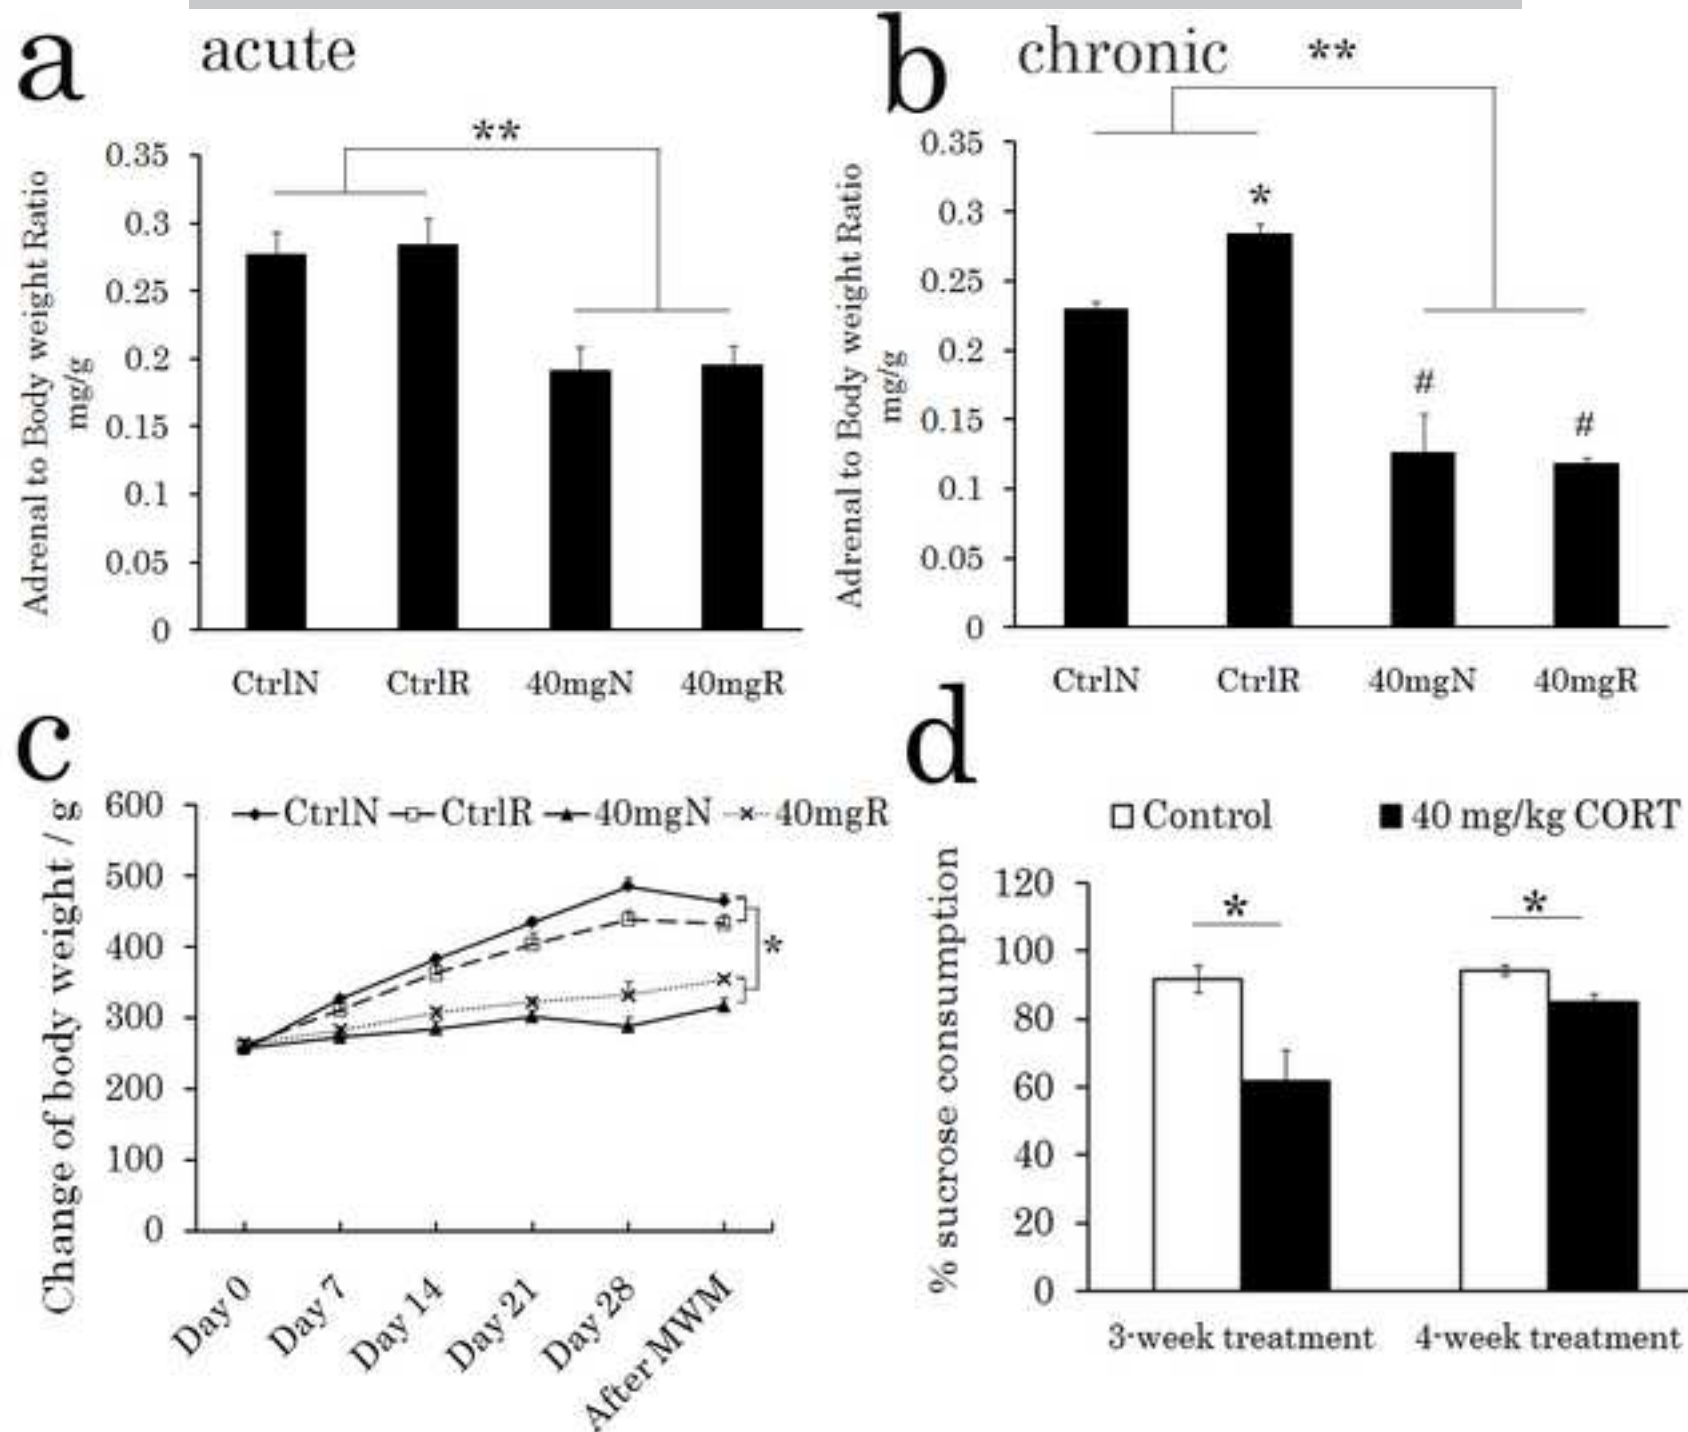 a acute
**
Adrenal to Body weight Ratio
mg/g
0.35
0.3
0.25
0.2
0.15
0.1
0.05
0
CtrlN CtrlR 40mgN 40mgR
b chronic
**
Adrenal to Body weight Ratio
mg/g
0.35
0.3
0.25
0.2
0.15
0.1
0.05
0
*
#
#
CtrlN CtrlR 40mgN 40mgR
c
Change of body weight / g
600
500
400
300
200
100
0
CtrlN CtrlR 40mgN 40mgR
*
Day 0 Day 7 Day 14 Day 21 Day 28 After MWM
d
Control 40 mg/kg CORT
% sucrose consumption
120
100
80
60
40
20
0
* *
3-week treatment 4-week treatment